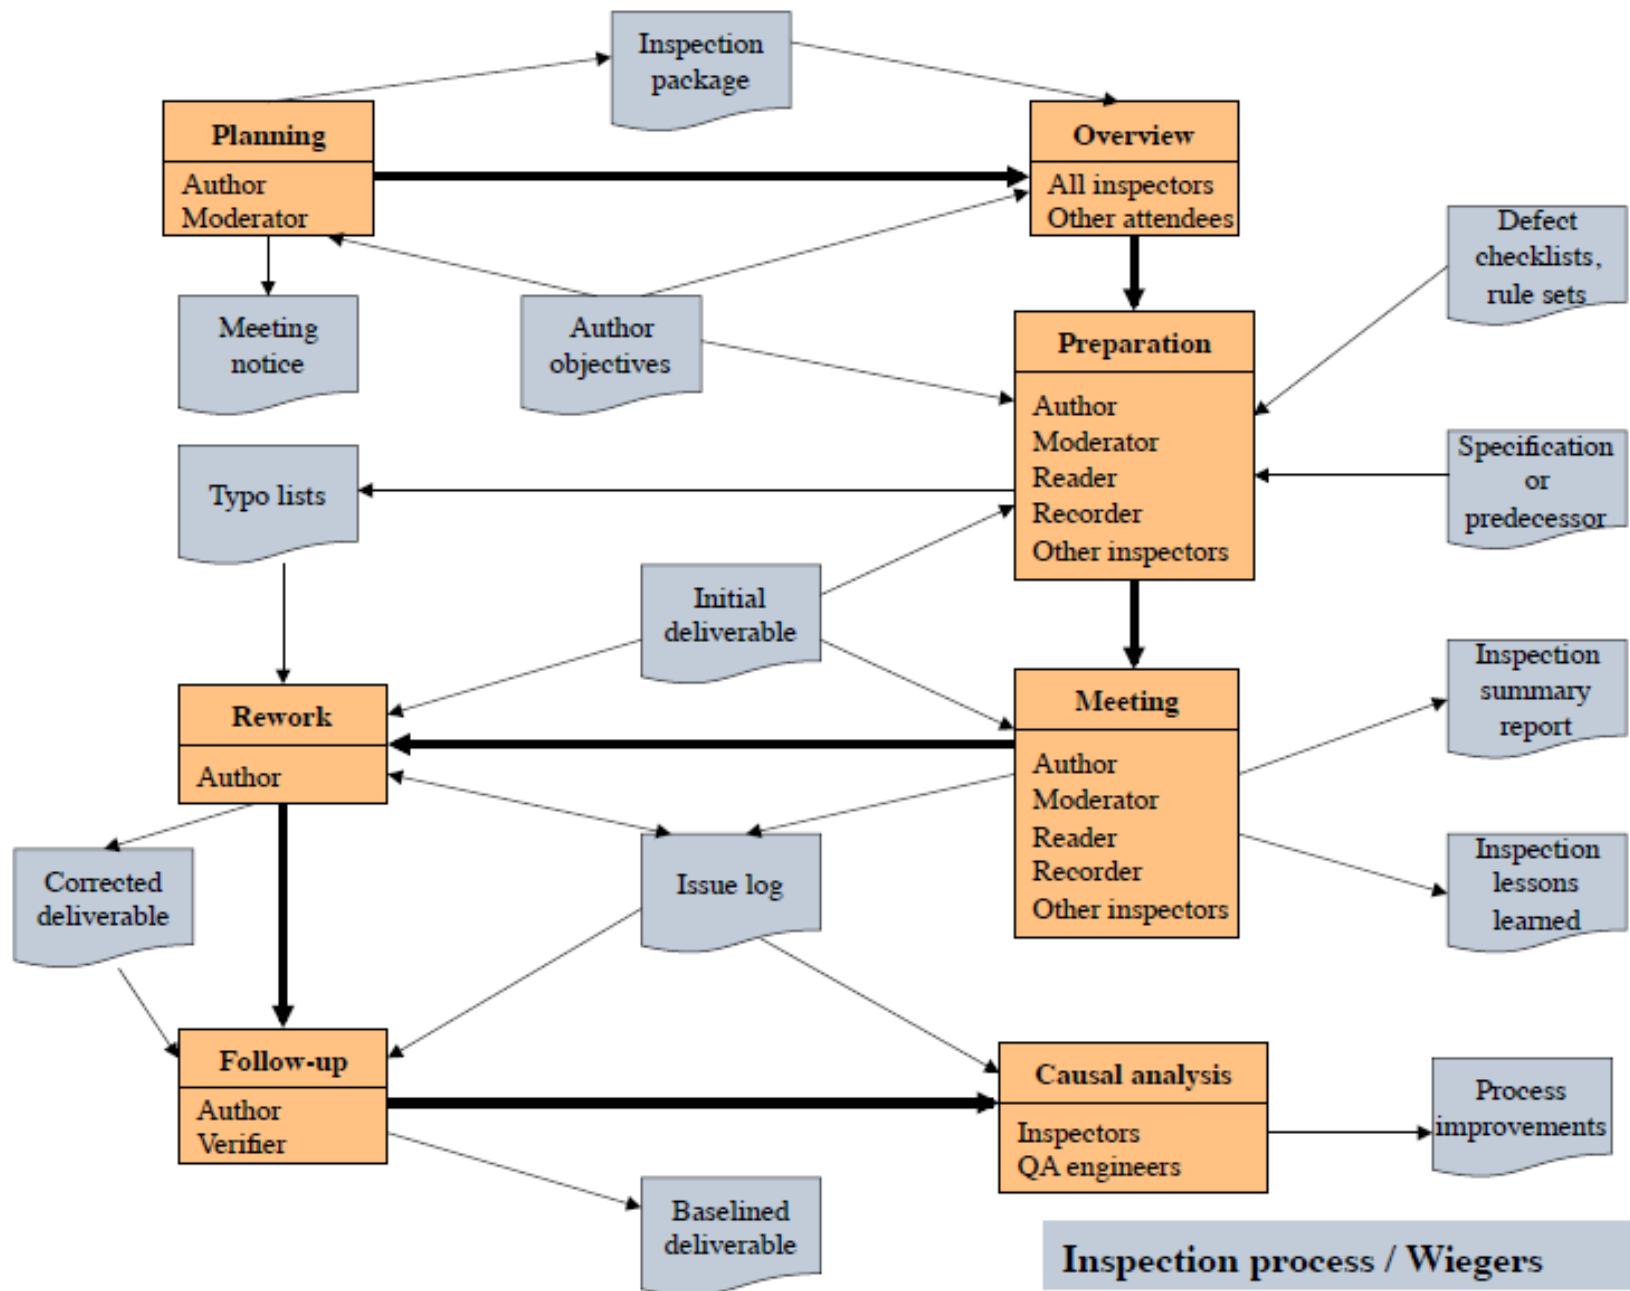 Inspection
package
Planning
Author
Moderator
Overview
All inspectors
Other attendees
Defect
checklists,
rule sets
Meeting
notice
Author
objectives
Preparation
Author
Moderator
Reader
Recorder
Other inspectors
Typo lists
Specification
or
predecessor
Initial
deliverable
Rework
Author
Meeting
Author
Moderator
Reader
Recorder
Other inspectors
Inspection
summary
report
Corrected
deliverable
Issue log
Inspection
lessons
learned
Follow-up
Author
Verifier
Causal analysis
Inspectors
QA engineers
Process
improvements
Baselined
deliverable
Inspection process / Wiegers